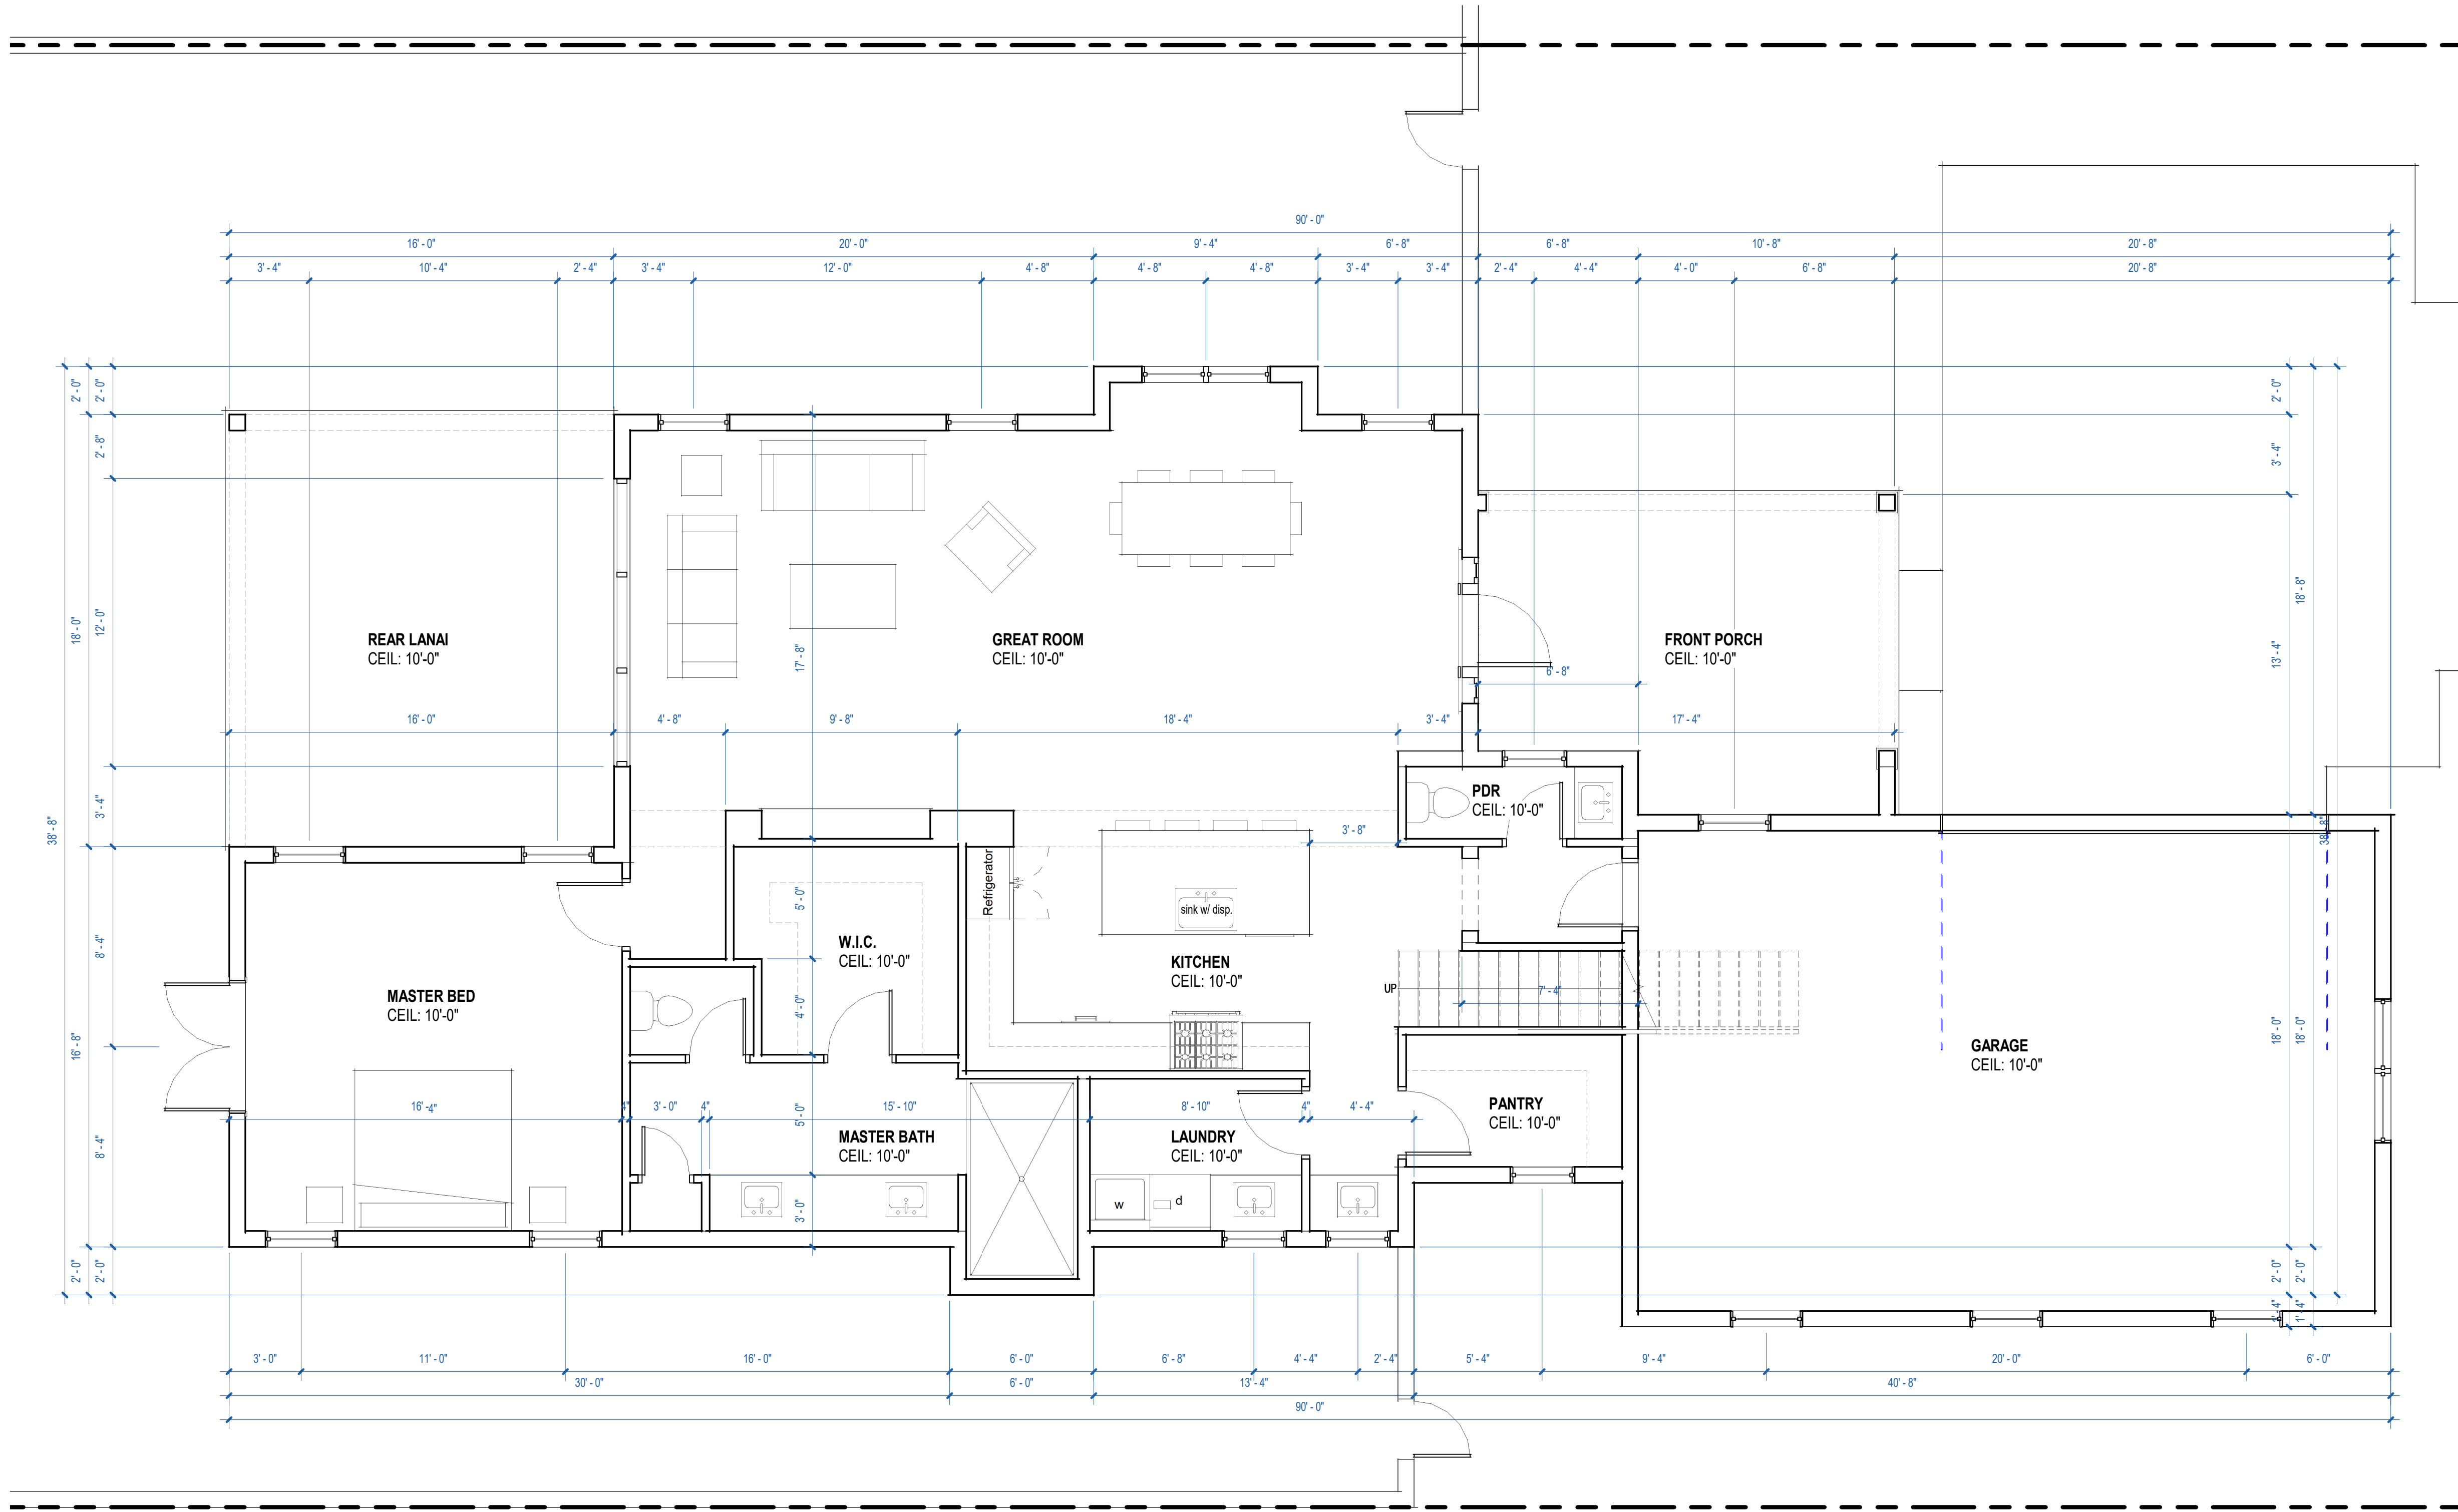 90' - 0"
16' - 0" 20' - 0" 9' - 4" 6' - 8" 6' - 8" 10' - 8" 20' - 8"
3' - 4" 10' - 4" 2' - 4" 3' - 4" 12' - 0" 4' - 8" 4' - 8" 4' - 8" 3' - 4" 3' - 4" 2' - 4" 4' - 4" 4' - 0" 6' - 8" 20' - 8"
38' - 8"
2' - 0"
18' - 0"
16' - 8"
2' - 0"
2' - 0"
2' - 8"
12' - 0"
3' - 4"
8' - 4"
8' - 4"
2' - 0"
REAR LANAI
CEIL: 10'-0"
GREAT ROOM
CEIL: 10'-0"
FRONT PORCH
CEIL: 10'-0"
6' - 8"
16' - 0" 4' - 8" 9' - 8" 18' - 4" 3' - 4" 17' - 4"
17' - 8"
5' - 0"
4' - 0"
5' - 0"
3' - 0"
PDR
CEIL: 10'-0"
3' - 8"
Refrigerator
sink w/ disp.
W.I.C.
CEIL: 10'-0"
KITCHEN
CEIL: 10'-0"
UP
7' - 4"
MASTER BED
CEIL: 10'-0"
GARAGE
CEIL: 10'-0"
16' - 4" 4" 3' - 0" 4" 15' - 10" 8' - 10" 4" 4' - 4"
PANTRY
CEIL: 10'-0"
MASTER BATH
CEIL: 10'-0"
LAUNDRY
CEIL: 10'-0"
w
d
2' - 0"
3' - 4"
13' - 4"
18' - 0"
2' - 0"
1' - 4"
18' - 8"
18' - 0"
2' - 0"
1' - 4"
38' - 8"
3' - 0" 11' - 0" 16' - 0" 6' - 0" 6' - 8" 4' - 4" 2' - 4" 5' - 4" 9' - 4" 20' - 0" 6' - 0"
30' - 0" 6' - 0" 13' - 4" 40' - 8"
90' - 0"